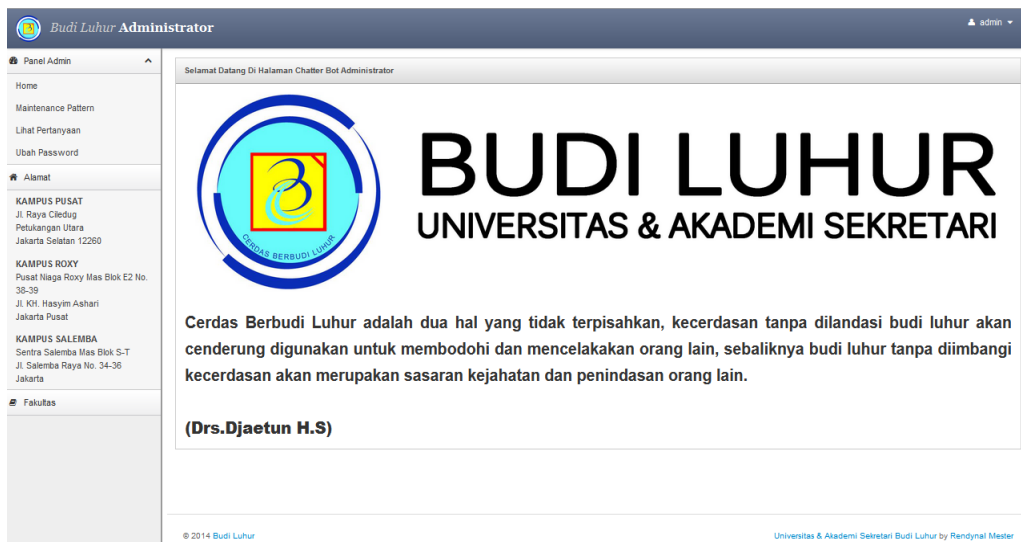 Budi Luhur Administrator
admin
Panel Admin
Home
Maintenance Pattern
Lihat Pertanyaan
Ubah Password
Alamat
KAMPUS PUSAT
Jl. Raya Ciledug
Petukangan Utara
Jakarta Selatan 12260
KAMPUS ROXY
Pusat Niaga Roxy Mas Blok E2 No.
38-39
Jl. KH. Hasyim Ashari
Jakarta Pusat
KAMPUS SALEMBA
Sentra Salemba Mas Blok S-T
Jl. Salemba Raya No. 34-36
Jakarta
Fakultas
Selamat Datang Di Halaman Chatter Bot Administrator
CERDAS BERBUDI LUHUR
BUDI LUHUR
UNIVERSITAS & AKADEMI SEKRETARI
Cerdas Berbudi Luhur adalah dua hal yang tidak terpisahkan, kecerdasan tanpa dilandasi budi luhur akan
cenderung digunakan untuk membodohi dan mencelakakan orang lain, sebaliknya budi luhur tanpa diimbangi
kecerdasan akan merupakan sasaran kejahatan dan penindasan orang lain.
(Drs.Djaetun H.S)
© 2014 Budi Luhur
Universitas & Akademi Sekretari Budi Luhur by Rendynal Mester